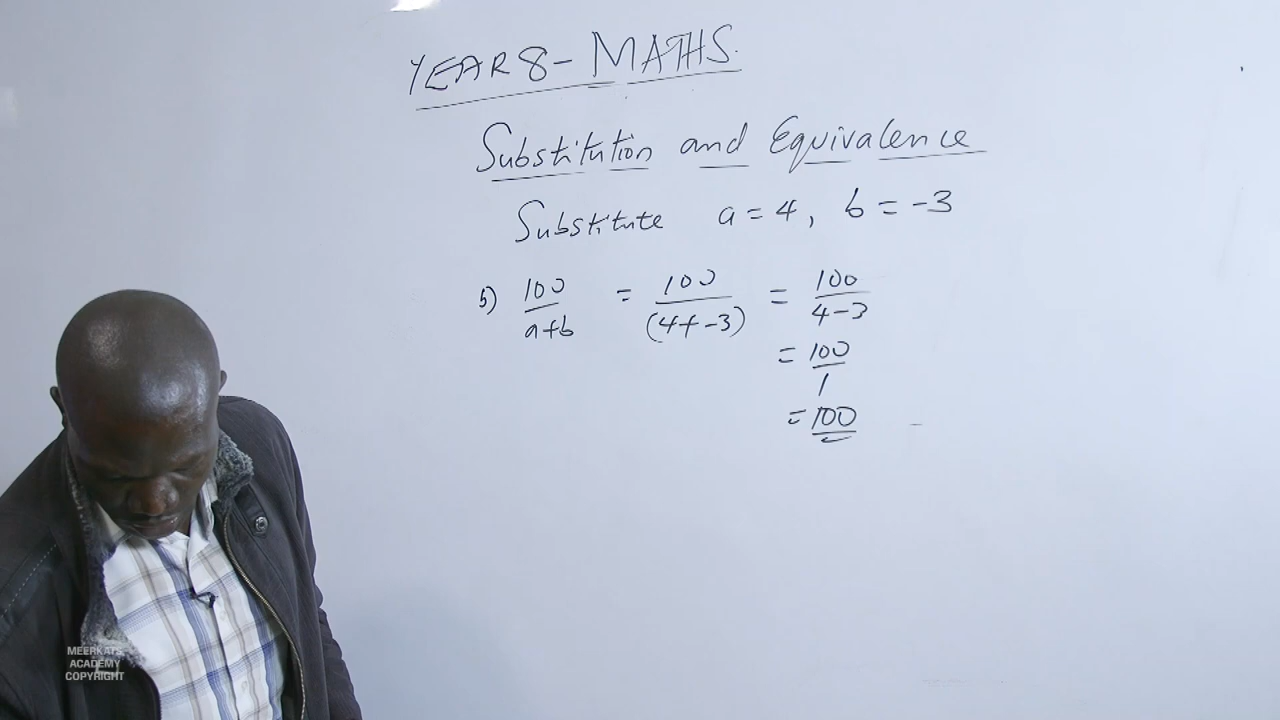 YEAR 8 - MATHS.
Substitution and Equivalence
Substitute a = 4, b = -3
5) 100/a+b = 100/(4+-3) = 100/4-3
= 100/1
= 100
MEERKATS
ACADEMY
COPYRIGHT